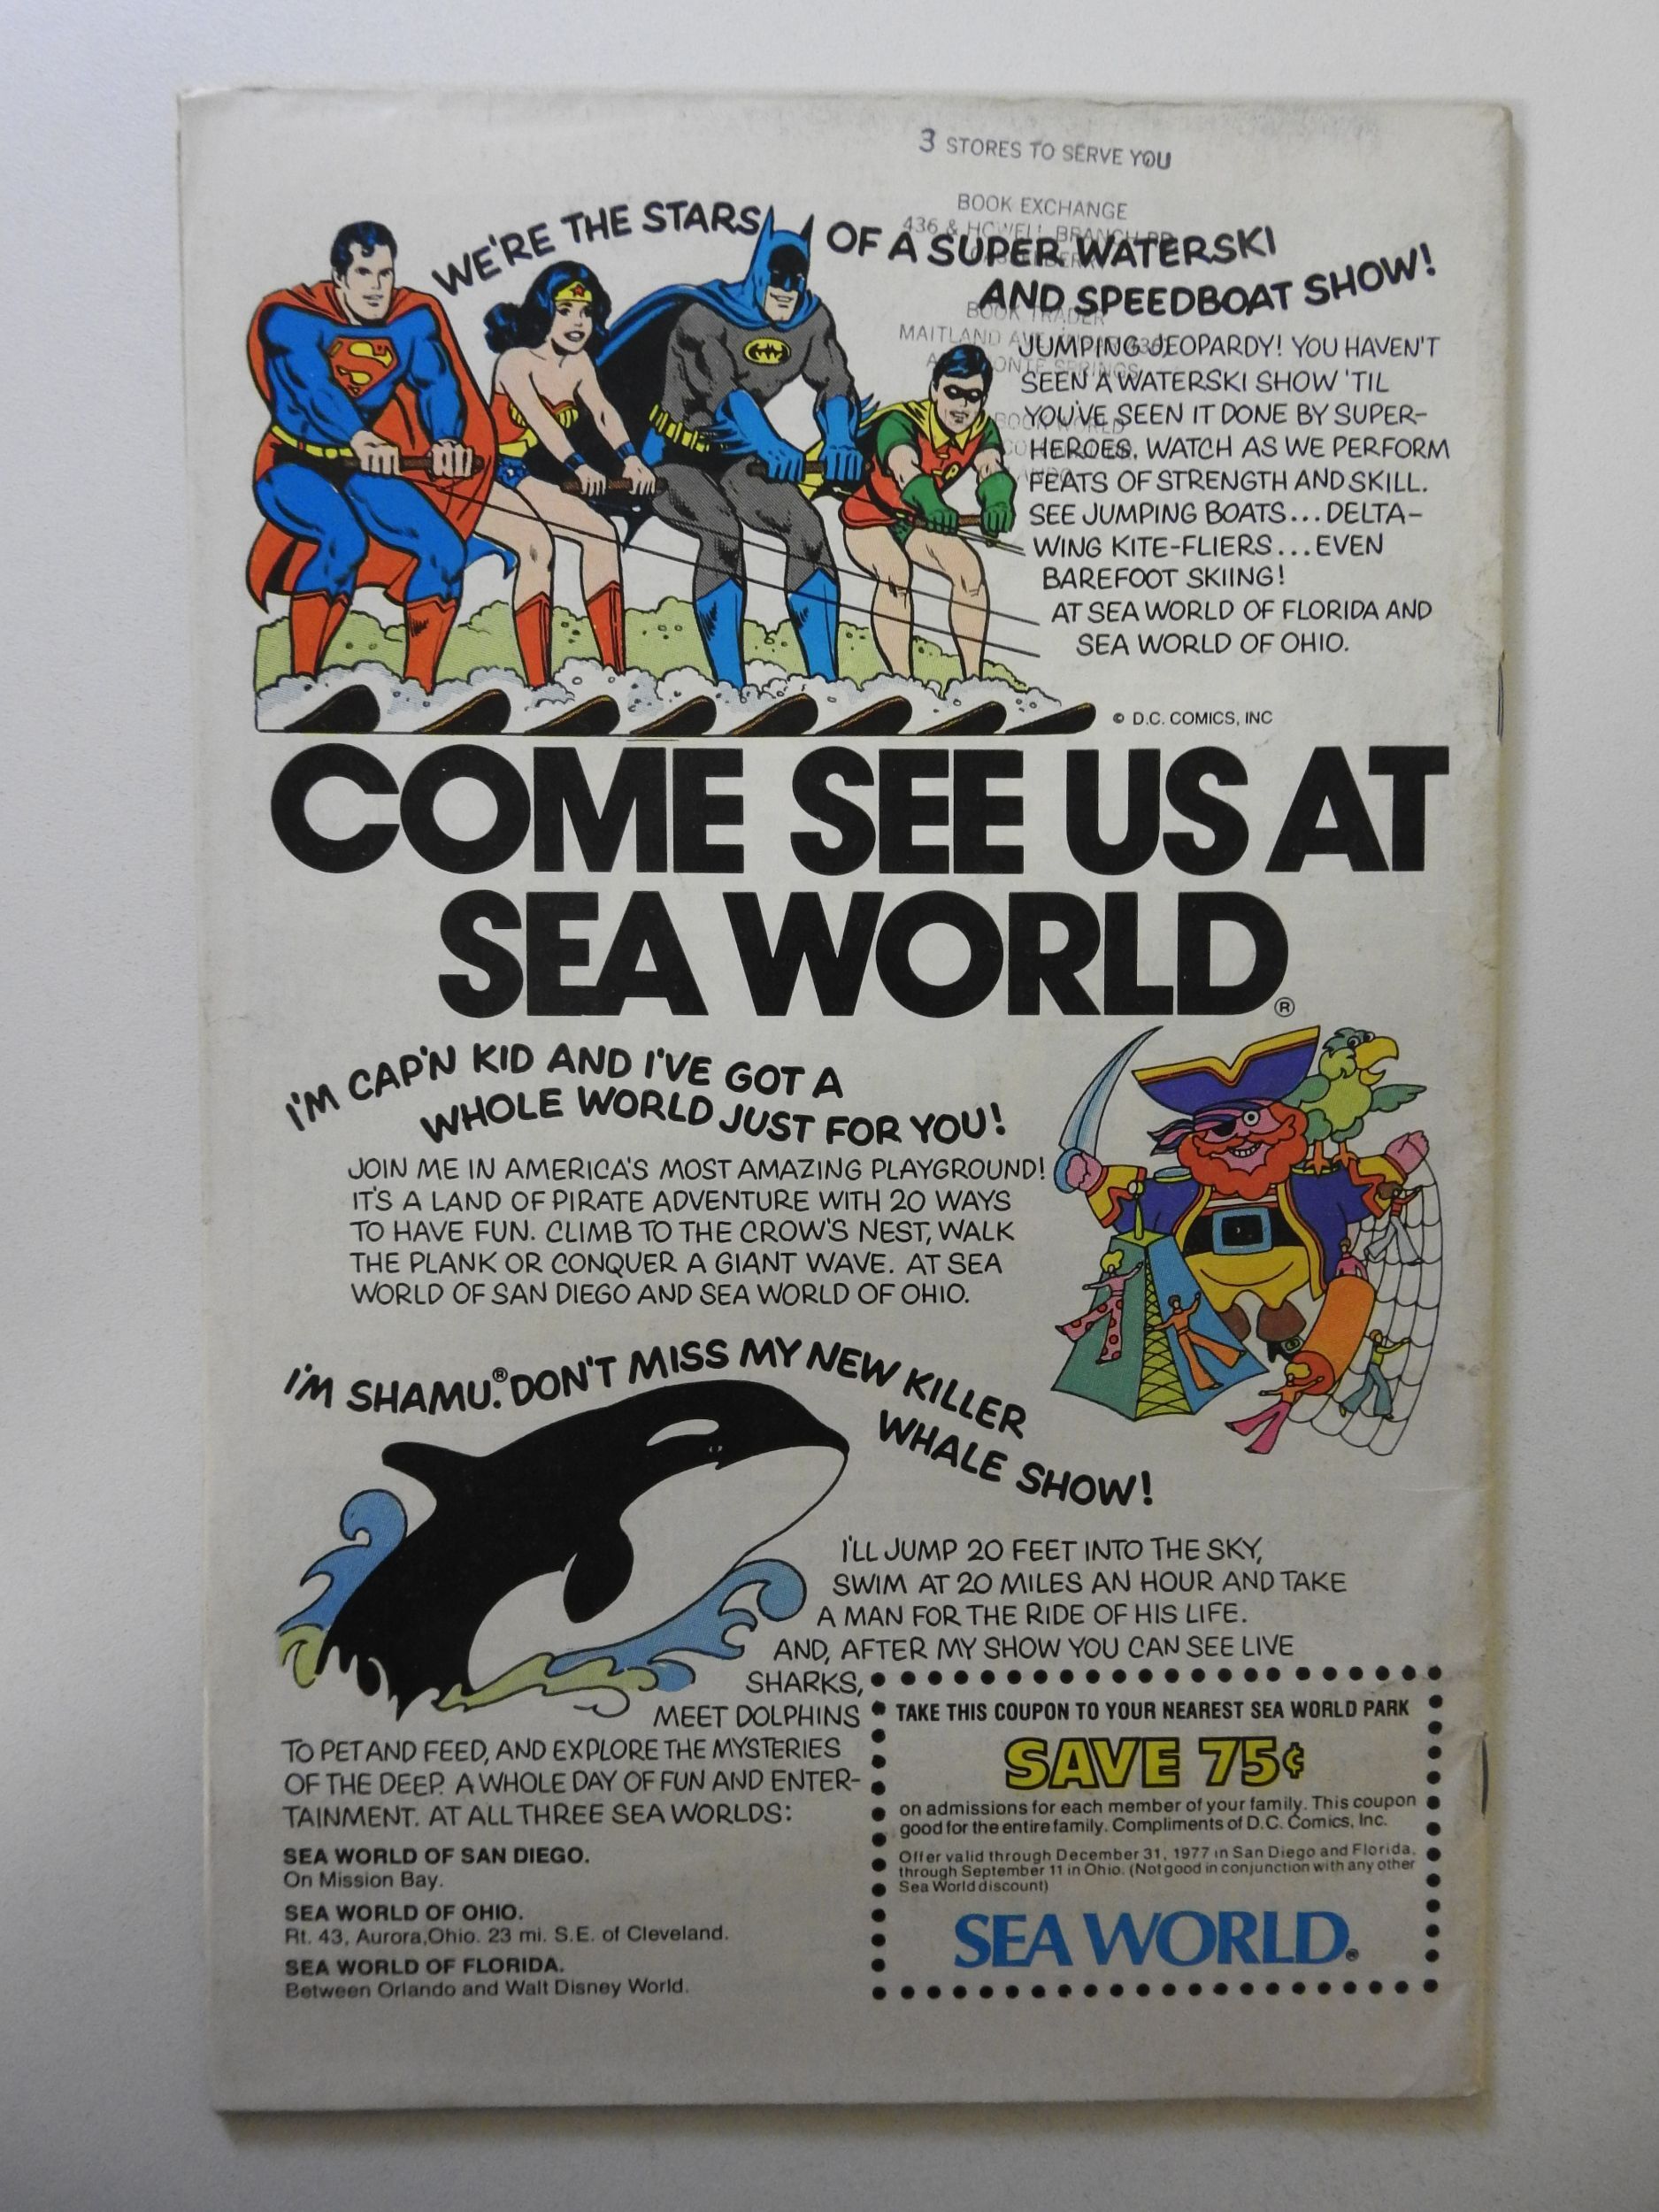 3 STORES TO SERVE YOU
BOOK EXCHANGE
436 & HOWELL BRANCH RD
WE'RE THE STARS OF A SUPER WATERSKI
AND SPEEDBOAT SHOW!
BOOK TRADER
MAITLAND
SPRINGS
BOOK WORLD
JUMPING JEOPARDY! YOU HAVEN'T
SEEN A WATERSKI SHOW 'TIL
YOU'VE SEEN IT DONE BY SUPER-
HEROES. WATCH AS WE PERFORM
FEATS OF STRENGTH AND SKILL.
SEE JUMPING BOATS...DELTA-
WING KITE-FLIERS...EVEN
BAREFOOT SKIING!
AT SEA WORLD OF FLORIDA AND
SEA WORLD OF OHIO.
© D.C. COMICS, INC
COME SEE US AT
SEA WORLD®
I'M CAP'N KID AND I'VE GOT A
WHOLE WORLD JUST FOR YOU!
JOIN ME IN AMERICA'S MOST AMAZING PLAYGROUND!
IT'S A LAND OF PIRATE ADVENTURE WITH 20 WAYS
TO HAVE FUN. CLIMB TO THE CROW'S NEST, WALK
THE PLANK OR CONQUER A GIANT WAVE. AT SEA
WORLD OF SAN DIEGO AND SEA WORLD OF OHIO.
I'M SHAMU.® DON'T MISS MY NEW KILLER
WHALE SHOW!
I'LL JUMP 20 FEET INTO THE SKY,
SWIM AT 20 MILES AN HOUR AND TAKE
A MAN FOR THE RIDE OF HIS LIFE.
AND, AFTER MY SHOW YOU CAN SEE LIVE
SHARKS,
MEET DOLPHINS
TO PET AND FEED, AND EXPLORE THE MYSTERIES
OF THE DEEP. A WHOLE DAY OF FUN AND ENTER-
TAINMENT. AT ALL THREE SEA WORLDS:
SEA WORLD OF SAN DIEGO.
On Mission Bay.
SEA WORLD OF OHIO.
Rt. 43, Aurora,Ohio. 23 mi. S.E. of Cleveland.
SEA WORLD OF FLORIDA.
Between Orlando and Walt Disney World.
TAKE THIS COUPON TO YOUR NEAREST SEA WORLD PARK
SAVE 75¢
on admissions for each member of your family. This coupon
good for the entire family. Compliments of D.C. Comics, Inc.
Offer valid through December 31, 1977 in San Diego and Florida,
through September 11 in Ohio. (Not good in conjunction with any other
Sea World discount)
SEA WORLD®